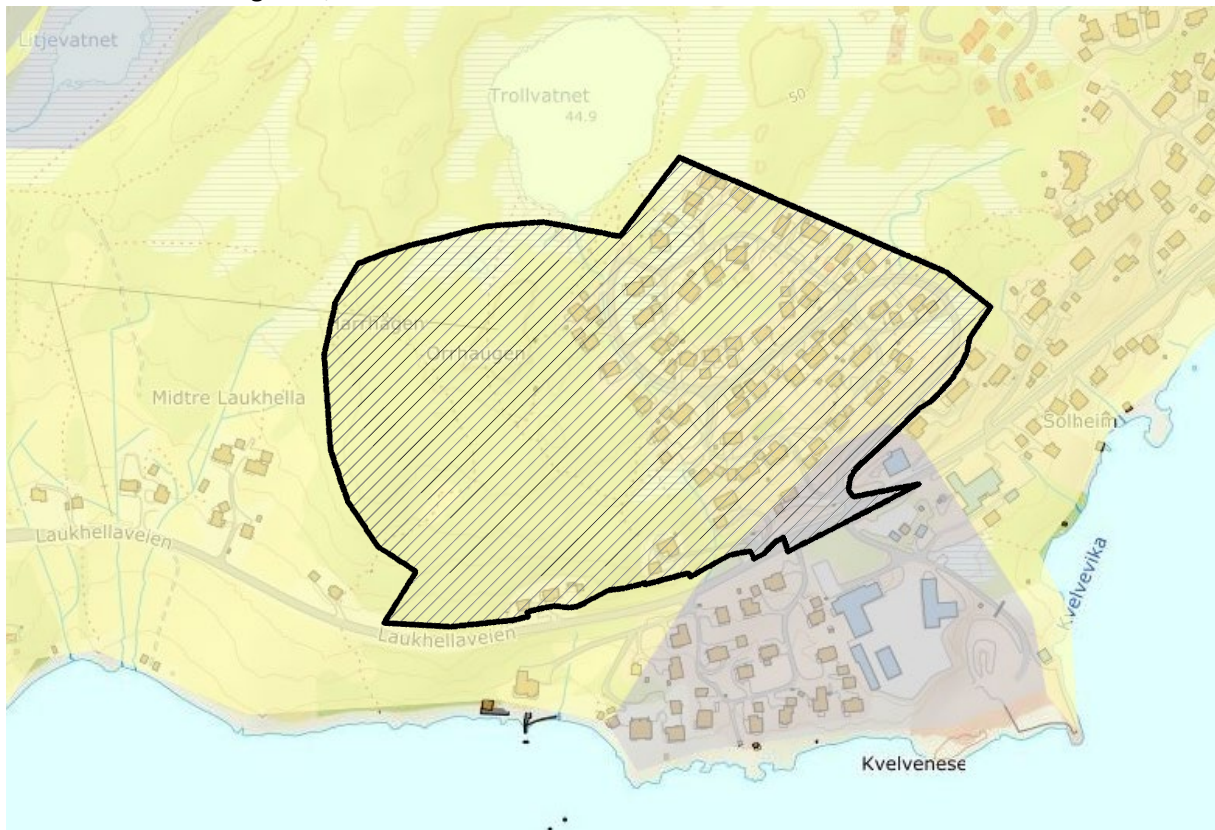 Litjevatnet
Trollvatnet
44.9
50
Orrhaugen
Midtre Laukhella
Solheim
Laukhellaveien
Kvelvevika
Laukhellaveien
Kvelvenese